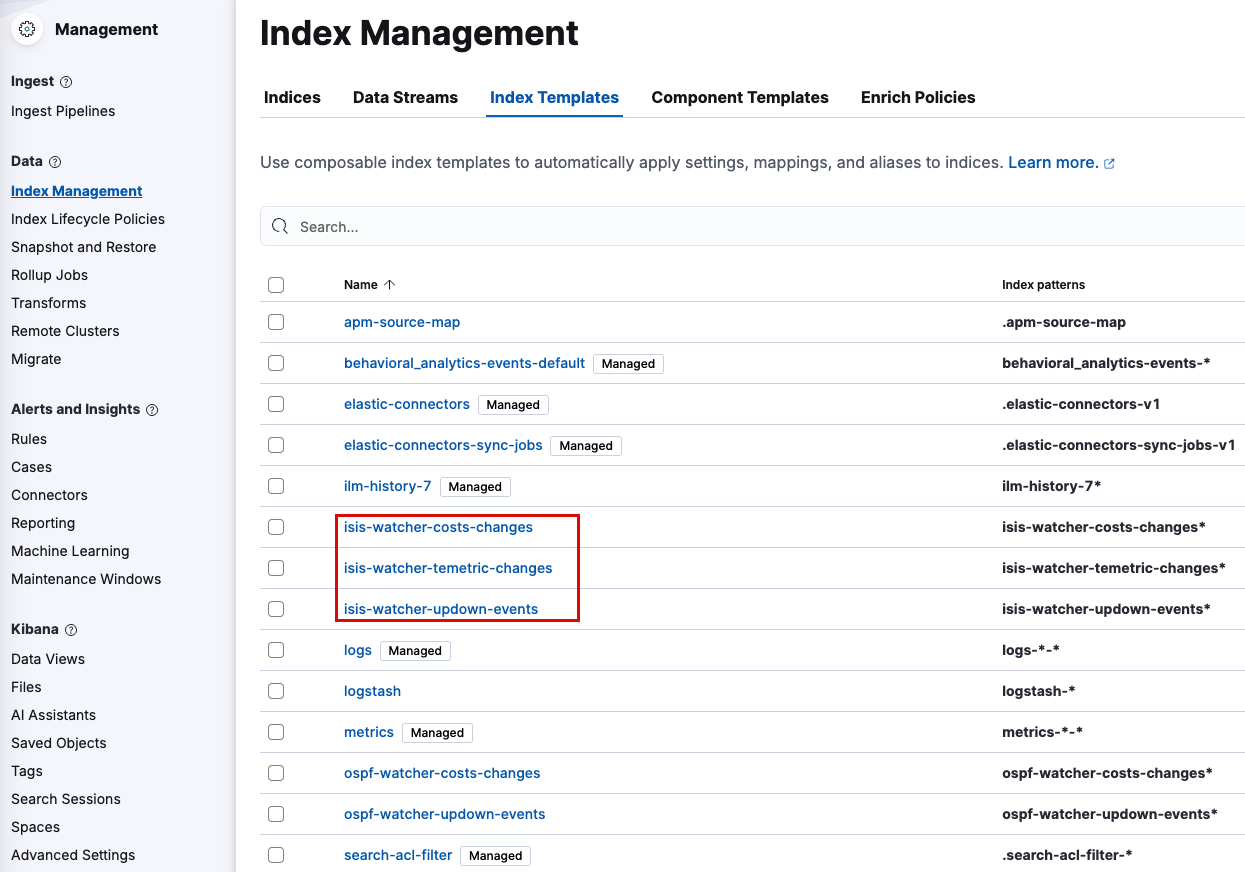 Management
Ingest
Ingest Pipelines
Data
Index Management
Index Lifecycle Policies
Snapshot and Restore
Rollup Jobs
Transforms
Remote Clusters
Migrate
Alerts and Insights
Rules
Cases
Connectors
Reporting
Machine Learning
Maintenance Windows
Kibana
Data Views
Files
AI Assistants
Saved Objects
Tags
Search Sessions
Spaces
Advanced Settings
Index Management
Indices Data Streams Index Templates Component Templates Enrich Policies
Use composable index templates to automatically apply settings, mappings, and aliases to indices. Learn more.
Search...
Name Index patterns
apm-source-map .apm-source-map
behavioral_analytics-events-default Managed behavioral_analytics-events-*
elastic-connectors Managed .elastic-connectors-v1
elastic-connectors-sync-jobs Managed .elastic-connectors-sync-jobs-v1
ilm-history-7 Managed ilm-history-7*
isis-watcher-costs-changes isis-watcher-costs-changes*
isis-watcher-temetric-changes isis-watcher-temetric-changes*
isis-watcher-updown-events isis-watcher-updown-events*
logs Managed logs-*-*
logstash logstash-*
metrics Managed metrics-*-*
ospf-watcher-costs-changes ospf-watcher-costs-changes*
ospf-watcher-updown-events ospf-watcher-updown-events*
search-acl-filter Managed .search-acl-filter-*